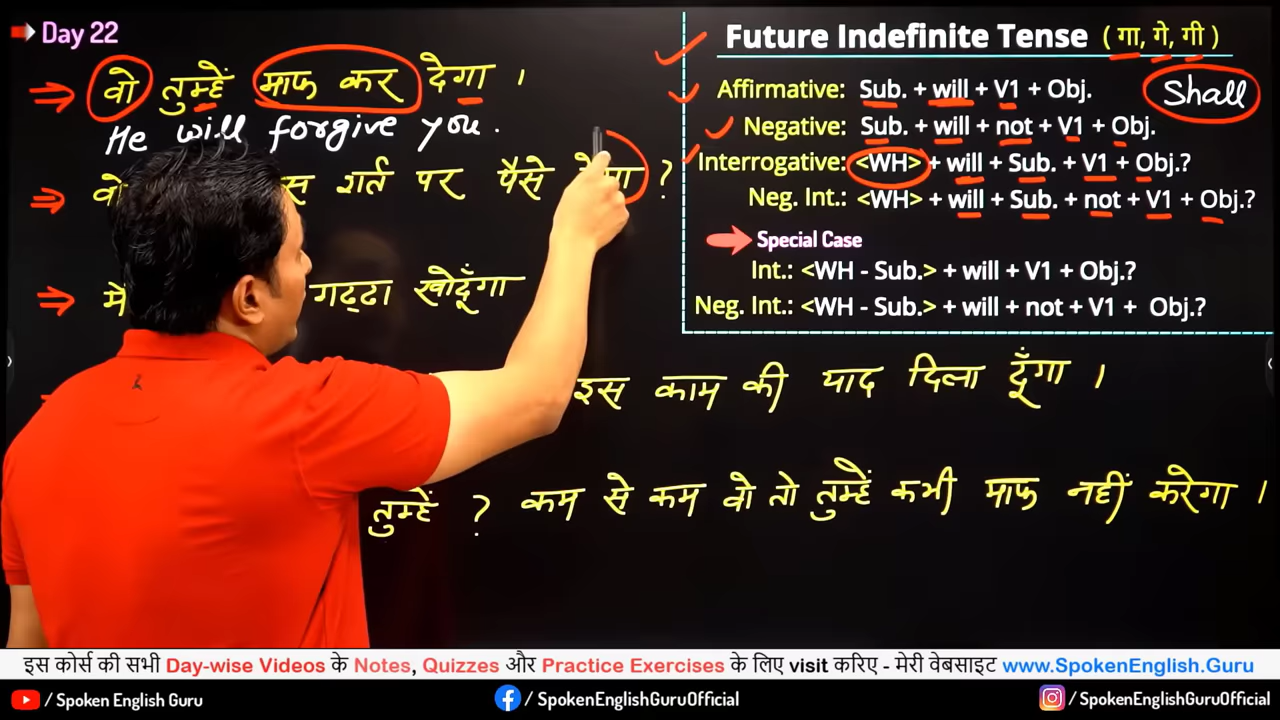 Day 22
वो तुम्हें माफ कर देगा ।
He will forgive you.
शर्त पर पैसे ?
गड्ढा खोदूँगा
इस काम की याद दिला दूँगा ।
तुम्हें ? कम से कम वो तो तुम्हें कभी माफ नहीं करेगा ।
Future Indefinite Tense ( गा, गे, गी )
Affirmative: Sub. + will + V1 + Obj.
Shall
Negative: Sub. + will + not + V1 + Obj.
Interrogative: <WH> + will + Sub. + V1 + Obj.?
Neg. Int.: <WH> + will + Sub. + not + V1 + Obj.?
Special Case
Int.: <WH - Sub.> + will + V1 + Obj.?
Neg. Int.: <WH - Sub.> + will + not + V1 + Obj.?
इस कोर्स की सभी Day-wise Videos के Notes, Quizzes और Practice Exercises के लिए visit करिए - मेरी वेबसाइट www.SpokenEnglish.Guru
/ Spoken English Guru
/ SpokenEnglishGuruOfficial
/ SpokenEnglishGuruOfficial